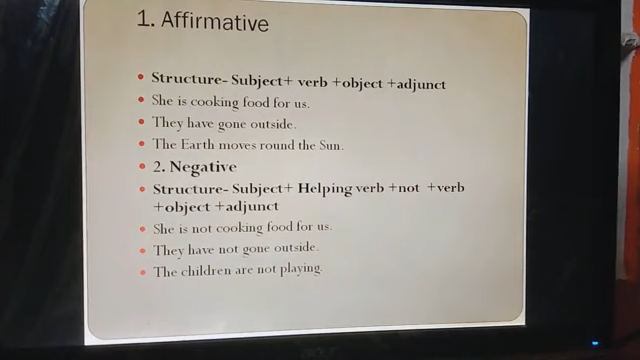 1. Affirmative
• Structure- Subject+ verb +object +adjunct
• She is cooking food for us.
• They have gone outside.
• The Earth moves round the Sun.
• 2. Negative
• Structure- Subject+ Helping verb +not +verb
+object +adjunct
• She is not cooking food for us.
• They have not gone outside.
• The children are not playing.